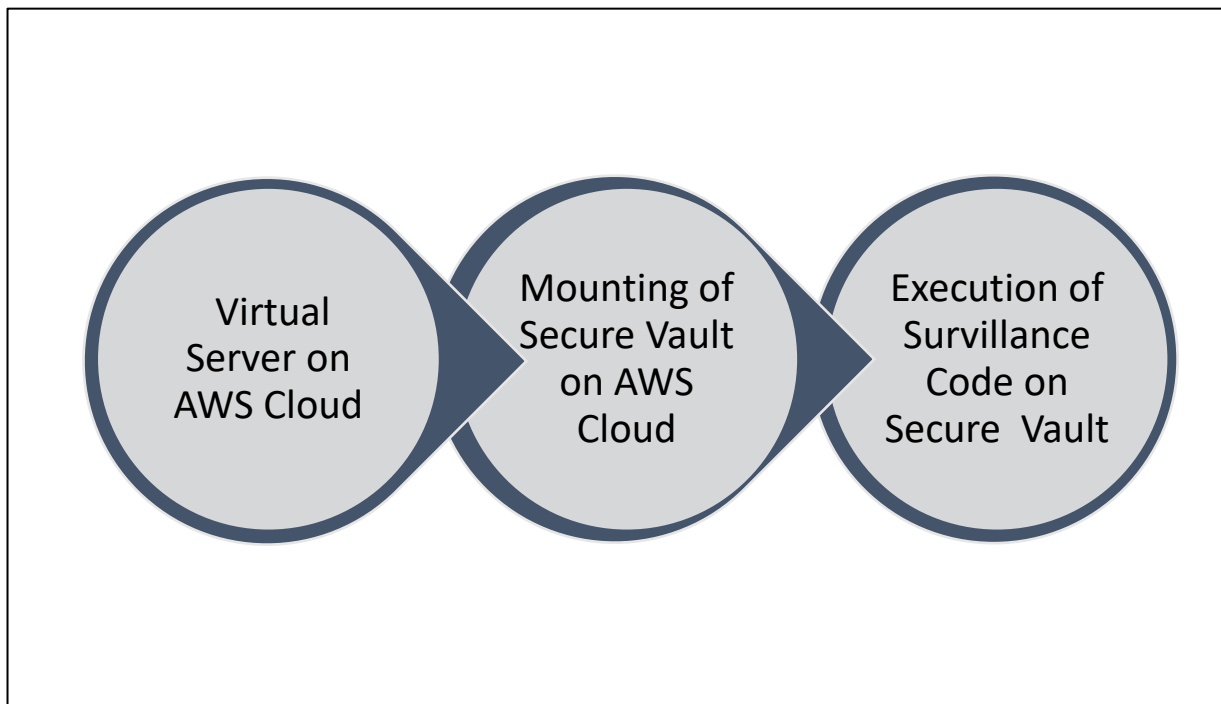 Virtual
Server on
AWS Cloud
Mounting of
Secure Vault
on AWS
Cloud
Execution of
Survillance
Code on
Secure  Vault